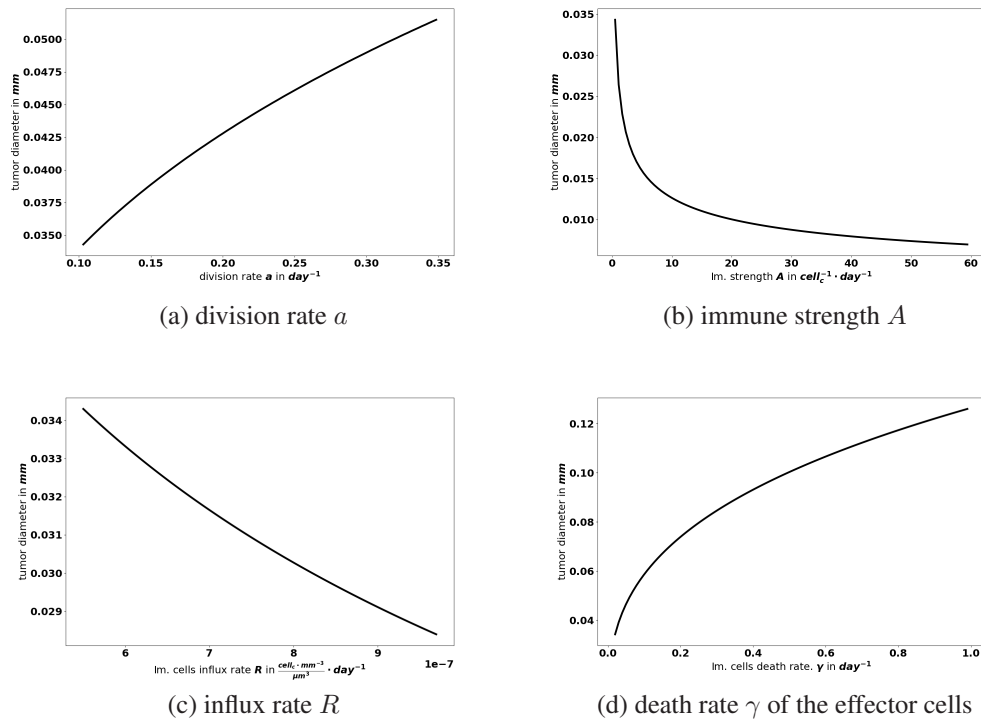 0.0500
0.0475
0.0450
0.0425
0.0400
0.0375
0.0350
tumor diameter in mm
0.10 0.15 0.20 0.25 0.30 0.35
division rate a in day⁻¹
(a) division rate a
0.035
0.030
0.025
0.020
0.015
0.010
tumor diameter in mm
0 10 20 30 40 50 60
Im. strength A in cell_c⁻¹ · day⁻¹
(b) immune strength A
0.034
0.033
0.032
0.031
0.030
0.029
tumor diameter in mm
6 7 8 9
1e-7
Im. cells influx rate R in cell_c · mm⁻³ / μm³ · day⁻¹
(c) influx rate R
0.12
0.10
0.08
0.06
0.04
tumor diameter in mm
0.0 0.2 0.4 0.6 0.8 1.0
Im. cells death rate. γ in day⁻¹
(d) death rate γ of the effector cells